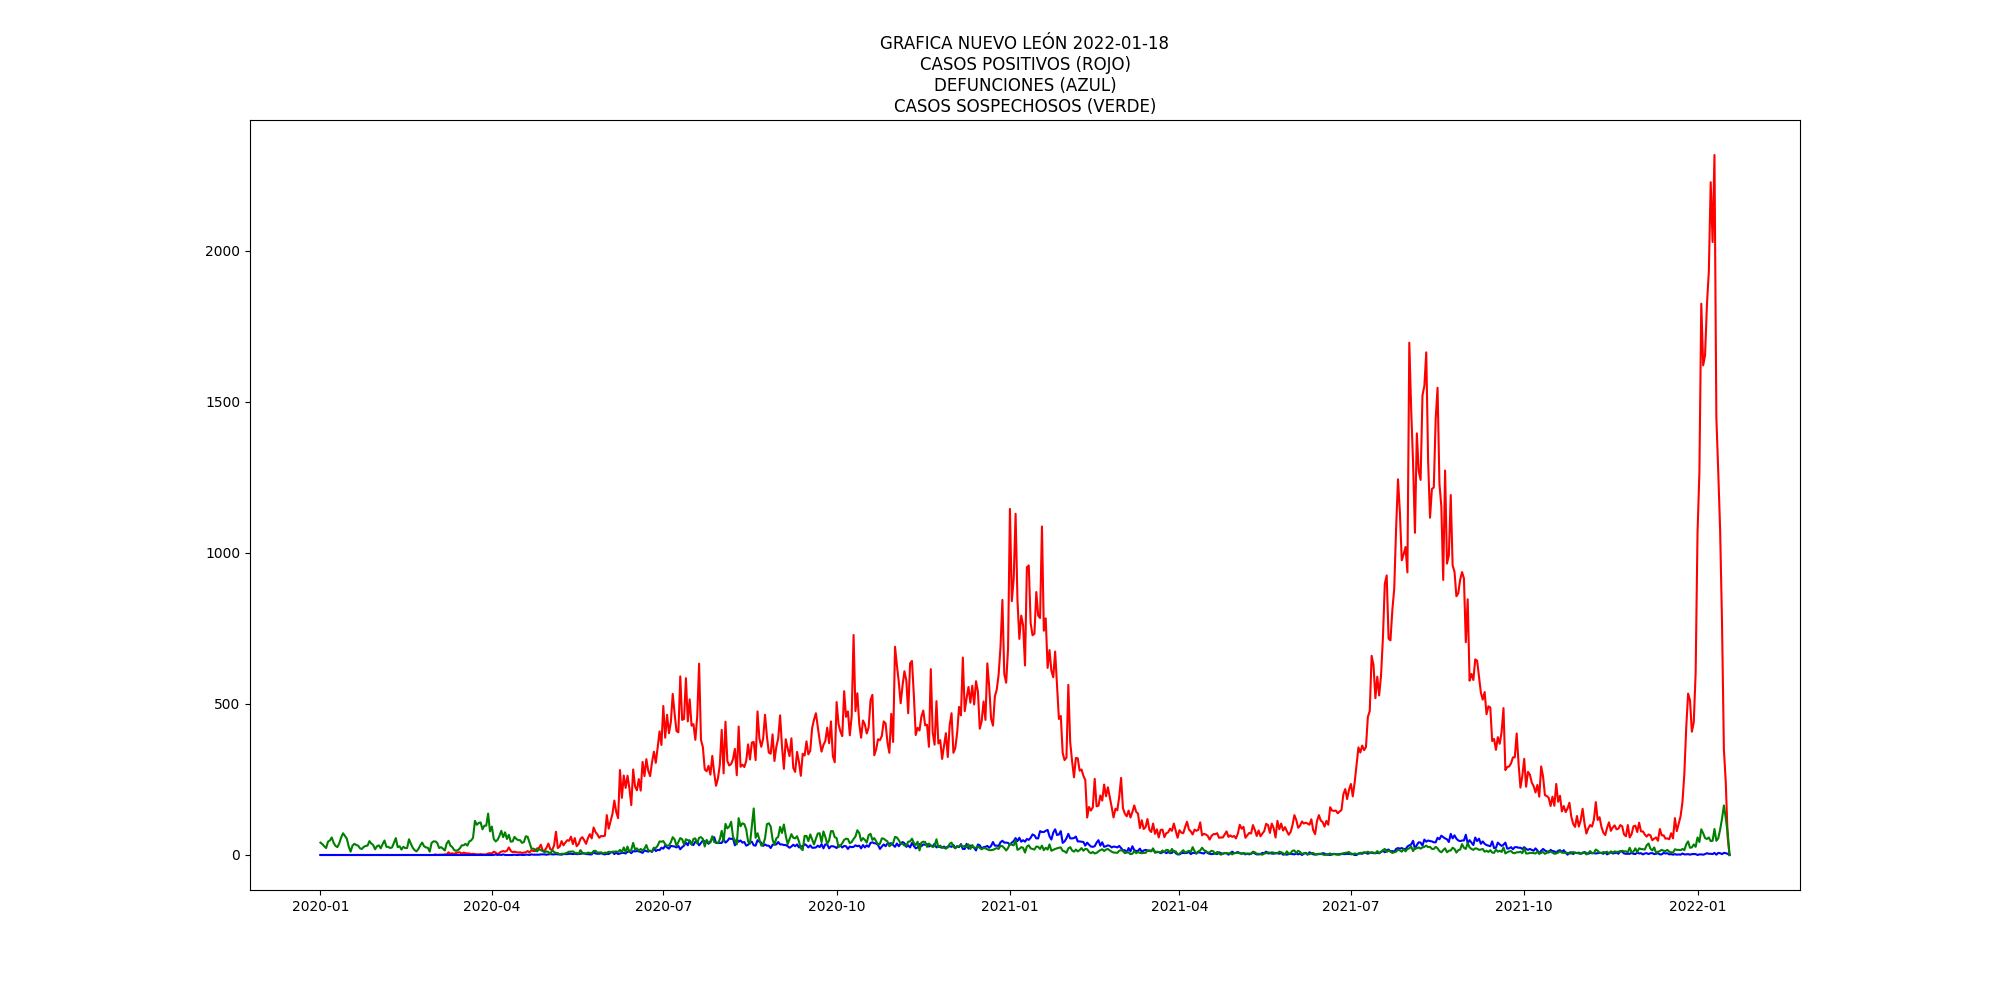 GRAFICA NUEVO LEÓN 2022-01-18
CASOS POSITIVOS (ROJO)
DEFUNCIONES (AZUL)
CASOS SOSPECHOSOS (VERDE)
2000
1500
1000
500
0
2020-01 2020-04 2020-07 2020-10 2021-01 2021-04 2021-07 2021-10 2022-01